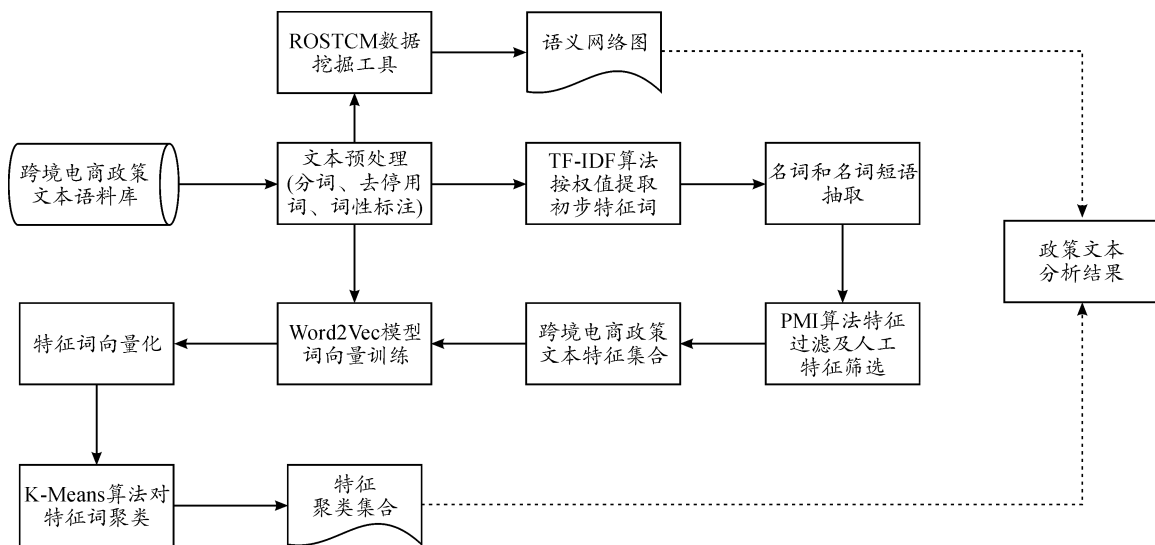 ROSTCM数据
挖掘工具
语义网络图
跨境电商政策
文本语料库
文本预处理
(分词、去停用
词、词性标注)
TF-IDF算法
按权值提取
初步特征词
名词和名词短语
抽取
政策文本
分析结果
特征词向量化
Word2Vec模型
词向量训练
跨境电商政策
文本特征集合
PMI算法特征
过滤及人工
特征筛选
K-Means算法对
特征词聚类
特征
聚类集合